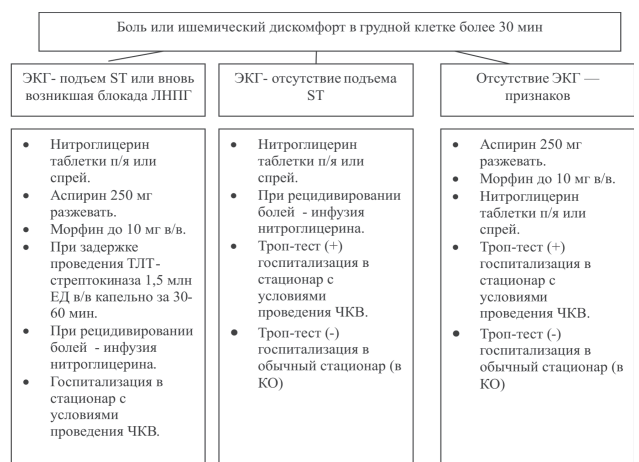 Боль или ишемический дискомфорт в грудной клетке более 30 мин
ЭКГ- подъем ST или вновь
возникшая блокада ЛНПГ
ЭКГ- отсутствие подъема
ST
Отсутствие ЭКГ —
признаков
• Нитроглицерин
таблетки п/я или
спрей.
• Аспирин 250 мг
разжевать.
• Морфин до 10 мг в/в.
• При задержке
проведения ТЛТ-
стрептокиназа 1,5 млн
ЕД в/в капельно за 30-
60 мин.
• При рецидивировании
болей - инфузия
нитроглицерина.
• Госпитализация в
стационар с
условиями
проведения ЧКВ.
• Нитроглицерин
таблетки п/я или
спрей.
• При рецидивировании
болей - инфузия
нитроглицерина.
• Троп-тест (+)
госпитализация в
стационар с
условиями
проведения ЧКВ.
• Троп-тест (-)
госпитализация в
обычный стационар (в
КО)
• Аспирин 250 мг
разжевать.
• Морфин до 10 мг в/в.
• Нитроглицерин
таблетки п/я или
спрей.
• Троп-тест (+)
госпитализация в
стационар с
условиями
проведения ЧКВ.
• Троп-тест (-)
госпитализация в
обычный стационар (в
КО)